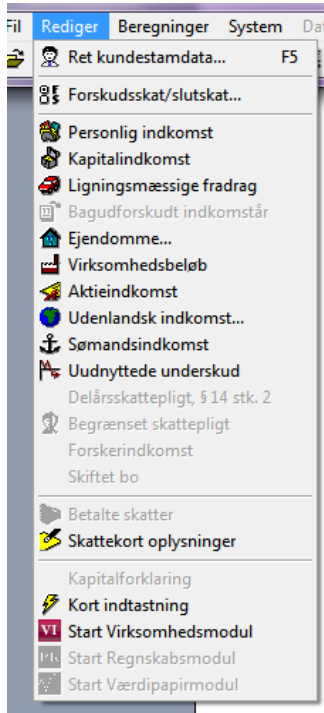 Fil Rediger Beregninger System Dat
Ret kundestamdata... F5
Forskudsskat/slutskat...
Personlig indkomst
Kapitalindkomst
Ligningsmæssige fradrag
Bagudforskudt indkomstår
Ejendomme...
Virksomhedsbeløb
Aktieindkomst
Udenlandsk indkomst...
Sømandsindkomst
Uudnyttede underskud
Delårsskattepligt, § 14 stk. 2
Begrænset skattepligt
Forskerindkomst
Skiftet bo
Betalte skatter
Skattekort oplysninger
Kapitalforklaring
Kort indtastning
VI Start Virksomhedsmodul
Start Regnskabsmodul
Start Værdipapirmodul